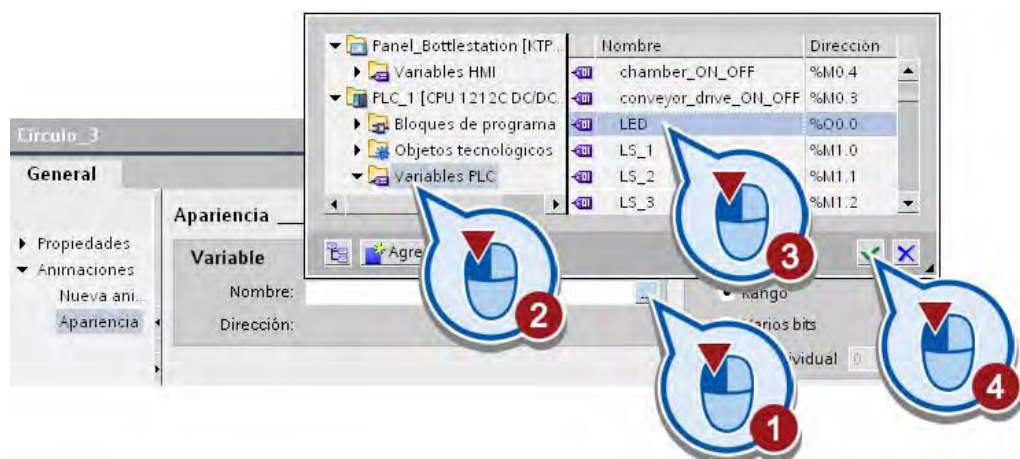 Panel_Bottlestation [KTP...
Nombre
Dirección
Variables HMI
chamber_ON_OFF
%M0.4
PLC_1 [CPU 1212C DC/DC...
conveyor_drive_ON_OFF
%M0.3
Bloques de programa
LED
%Q0.0
Objetos tecnológicos
LS_1
%M1.0
Variables PLC
LS_2
%M1.1
LS_3
%M1.2
Agre
Círculo_3
General
Propiedades
Animaciones
Nueva ani...
Apariencia
Apariencia
Variable
Nombre:
...
Dirección:
Rango
Varios bits
0
1
2
3
4